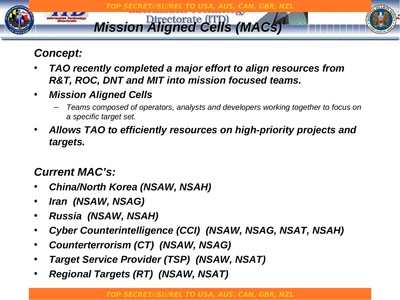 TOP SECRET//SI//REL TO USA, AUS, CAN, GBR, NZL
Information Technology
Directorate
Directorate (ITD)
Mission Aligned Cells (MACs)
Concept:
• TAO recently completed a major effort to align resources from
R&T, ROC, DNT and MIT into mission focused teams.
• Mission Aligned Cells
– Teams composed of operators, analysts and developers working together to focus on
a specific target set.
• Allows TAO to efficiently resources on high-priority projects and
targets.
Current MAC's:
• China/North Korea (NSAW, NSAH)
• Iran (NSAW, NSAG)
• Russia (NSAW, NSAH)
• Cyber Counterintelligence (CCI) (NSAW, NSAG, NSAT, NSAH)
• Counterterrorism (CT) (NSAW, NSAG)
• Target Service Provider (TSP) (NSAW, NSAT)
• Regional Targets (RT) (NSAW, NSAT)
TOP SECRET//SI//REL TO USA, AUS, CAN, GBR, NZL